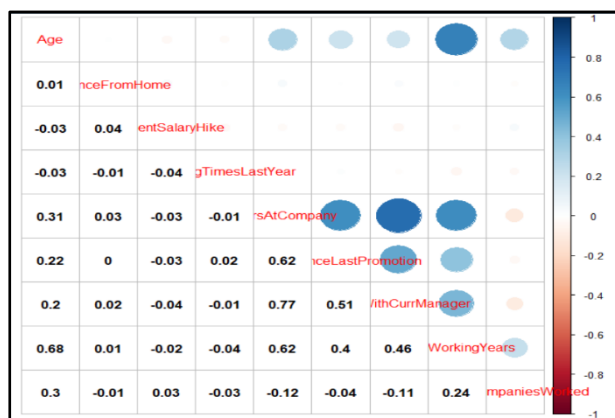 1
Age
0.8
0.01 nceFromHome
0.6
-0.03 0.04 entSalaryHike
0.4
-0.03 -0.01 -0.04 gTimesLastYear
0.2
0.31 0.03 -0.03 -0.01 rsAtCompany
0
0.22 0 -0.03 0.02 0.62 nceLastPromotion
-0.2
0.2 0.02 -0.04 -0.01 0.77 0.51 VithCurrManager
-0.4
0.68 0.01 -0.02 -0.04 0.62 0.4 0.46 WorkingYears
-0.6
-0.8
0.3 -0.01 0.03 -0.03 -0.12 -0.04 -0.11 0.24 mpaniesWorked
-1